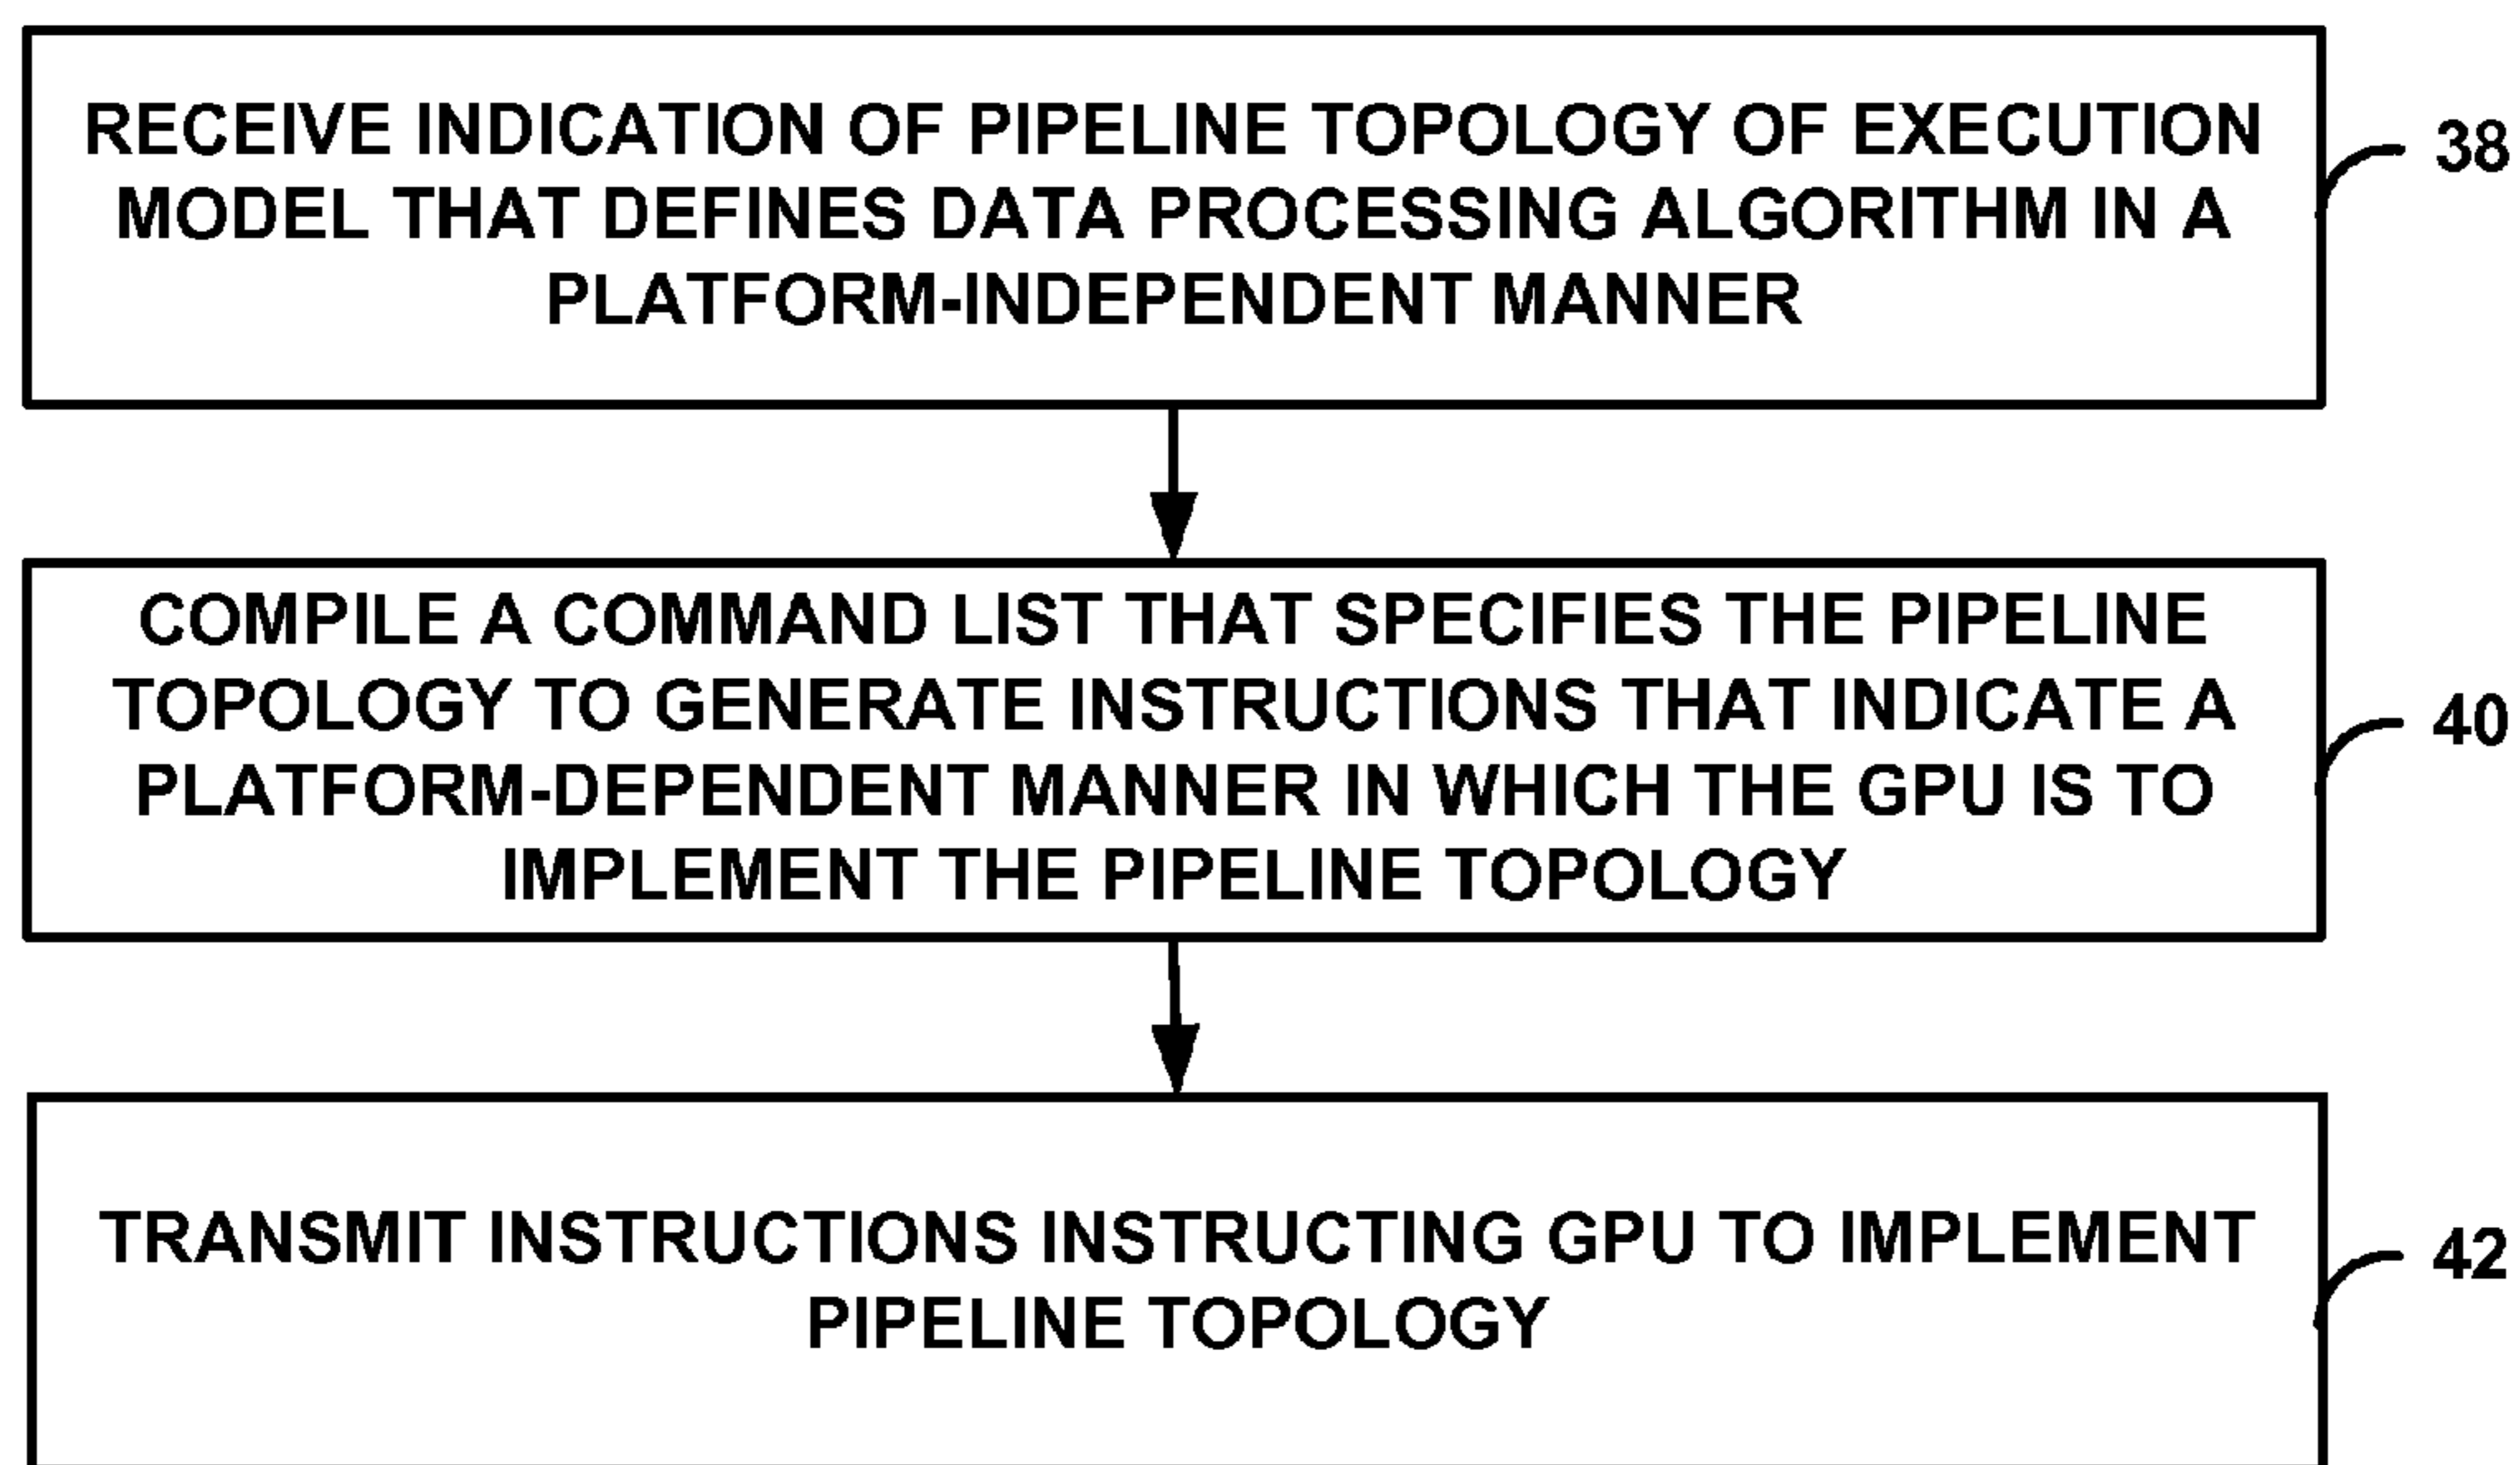 RECEIVE INDICATION OF PIPELINE TOPOLOGY OF EXECUTION
MODEL THAT DEFINES DATA PROCESSING ALGORITHM IN A
PLATFORM-INDEPENDENT MANNER
38
COMPILE A COMMAND LIST THAT SPECIFIES THE PIPELINE
TOPOLOGY TO GENERATE INSTRUCTIONS THAT INDICATE A
PLATFORM-DEPENDENT MANNER IN WHICH THE GPU IS TO
IMPLEMENT THE PIPELINE TOPOLOGY
40
TRANSMIT INSTRUCTIONS INSTRUCTING GPU TO IMPLEMENT
PIPELINE TOPOLOGY
42